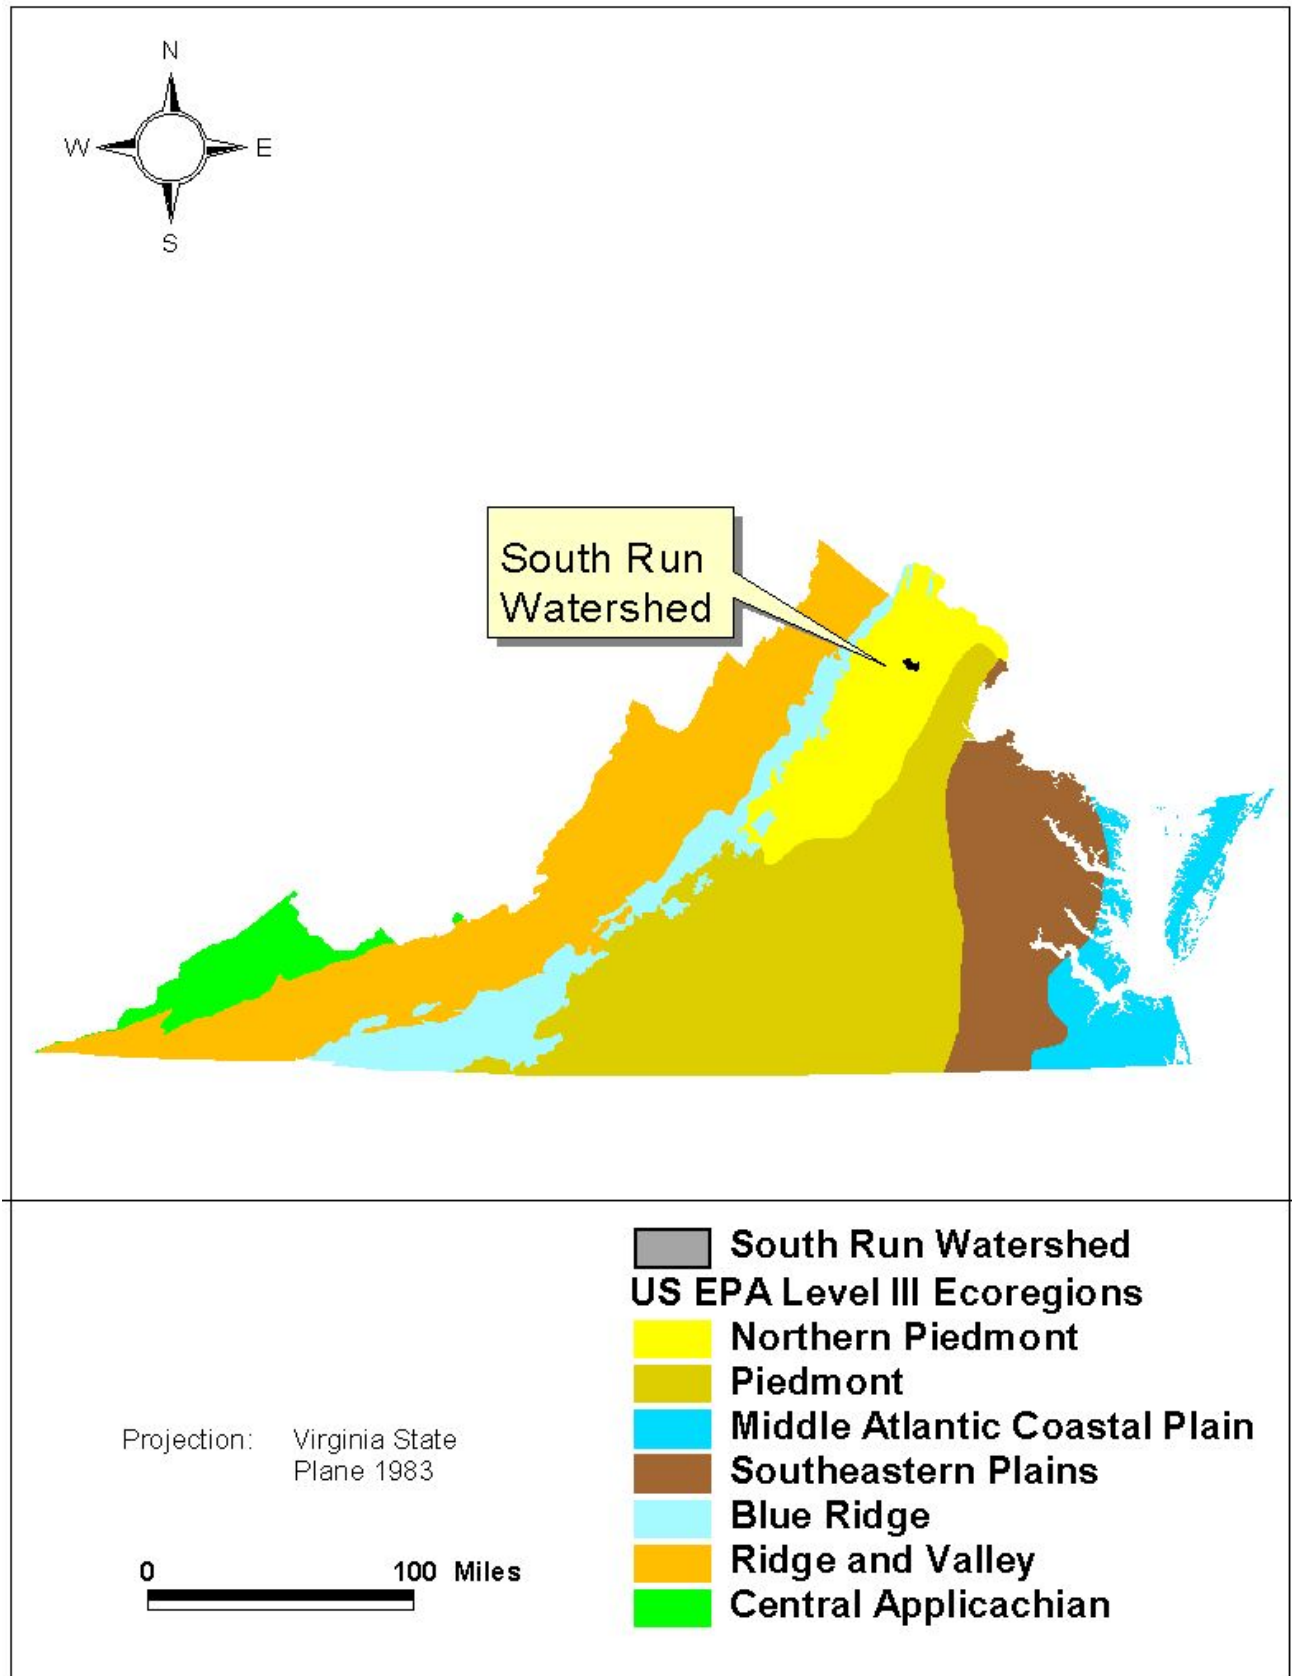 N
W E
S
South Run
Watershed
South Run Watershed
US EPA Level III Ecoregions
Northern Piedmont
Piedmont
Middle Atlantic Coastal Plain
Southeastern Plains
Blue Ridge
Ridge and Valley
Central Applicachian
Projection: Virginia State
Plane 1983
0 100 Miles